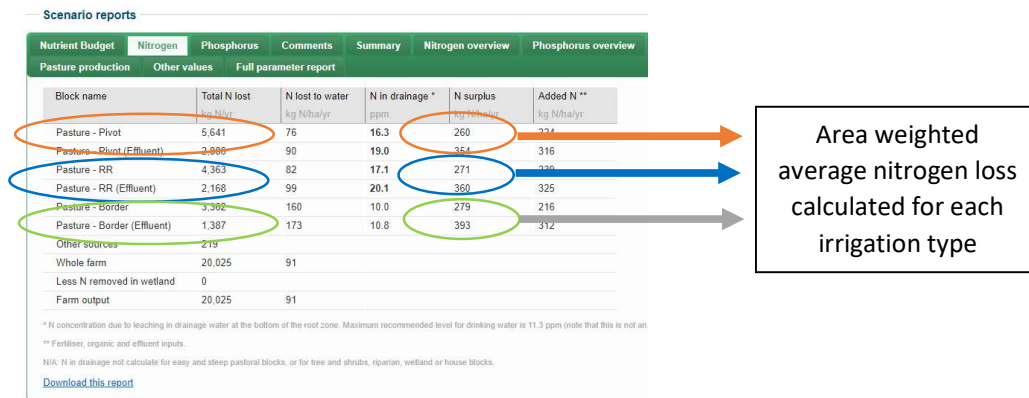 Scenario reports
Nutrient Budget Nitrogen Phosphorus Comments Summary Nitrogen overview Phosphorus overview
Pasture production Other values Full parameter report
Block name Total N lost N lost to water N in drainage * N surplus Added N **
kg N/yr kg N/ha/yr ppm kg N/ha/yr kg N/ha/yr
Pasture - Pivot 5,641 76 16.3 260 224
Pasture - Pivot (Effluent) 90 19.0 354 316
Pasture - RR 4,363 82 17.1 271 239
Pasture - RR (Effluent) 2,168 99 20.1 360 325
Pasture - Border 3,362 160 10.0 279 216
Pasture - Border (Effluent) 1,387 173 10.8 393 312
Other sources 219
Whole farm 20,025 91
Less N removed in wetland 0
Farm output 20,025 91
* N concentration due to leaching in drainage water at the bottom of the root zone. Maximum recommended level for drinking water is 11.3 ppm (note that this is not an
** Fertiliser, organic and effluent inputs.
N/A: N in drainage not calculate for easy and steep pastoral blocks, or for tree and shrubs, riparian, wetland or house blocks.
Download this report
Area weighted
average nitrogen loss
calculated for each
irrigation type